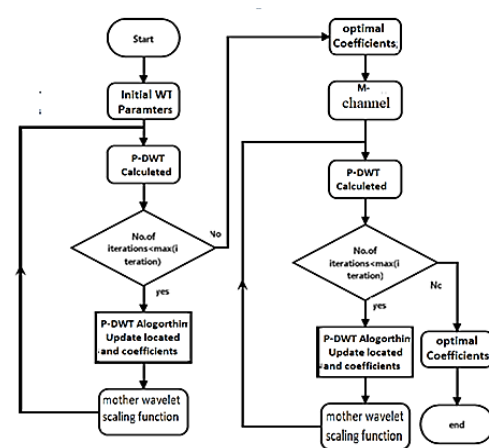 Start
Initial WT
Paramters
P-DWT
Calculeted
No.of
iterations<max(i
teration)
No
yes
P-DWT Alogorthin
Update located
and coefficients
mother wavelet
scaling function
optimal
Coefficients;
M-
channel
P-DWT
Calculeted
No.of
iterations<max(i
teration)
Nc
yes
P-DWT Alogorthin
Update located
and coefficients
mother wavelet
scaling function
optimal
Coefficients
end